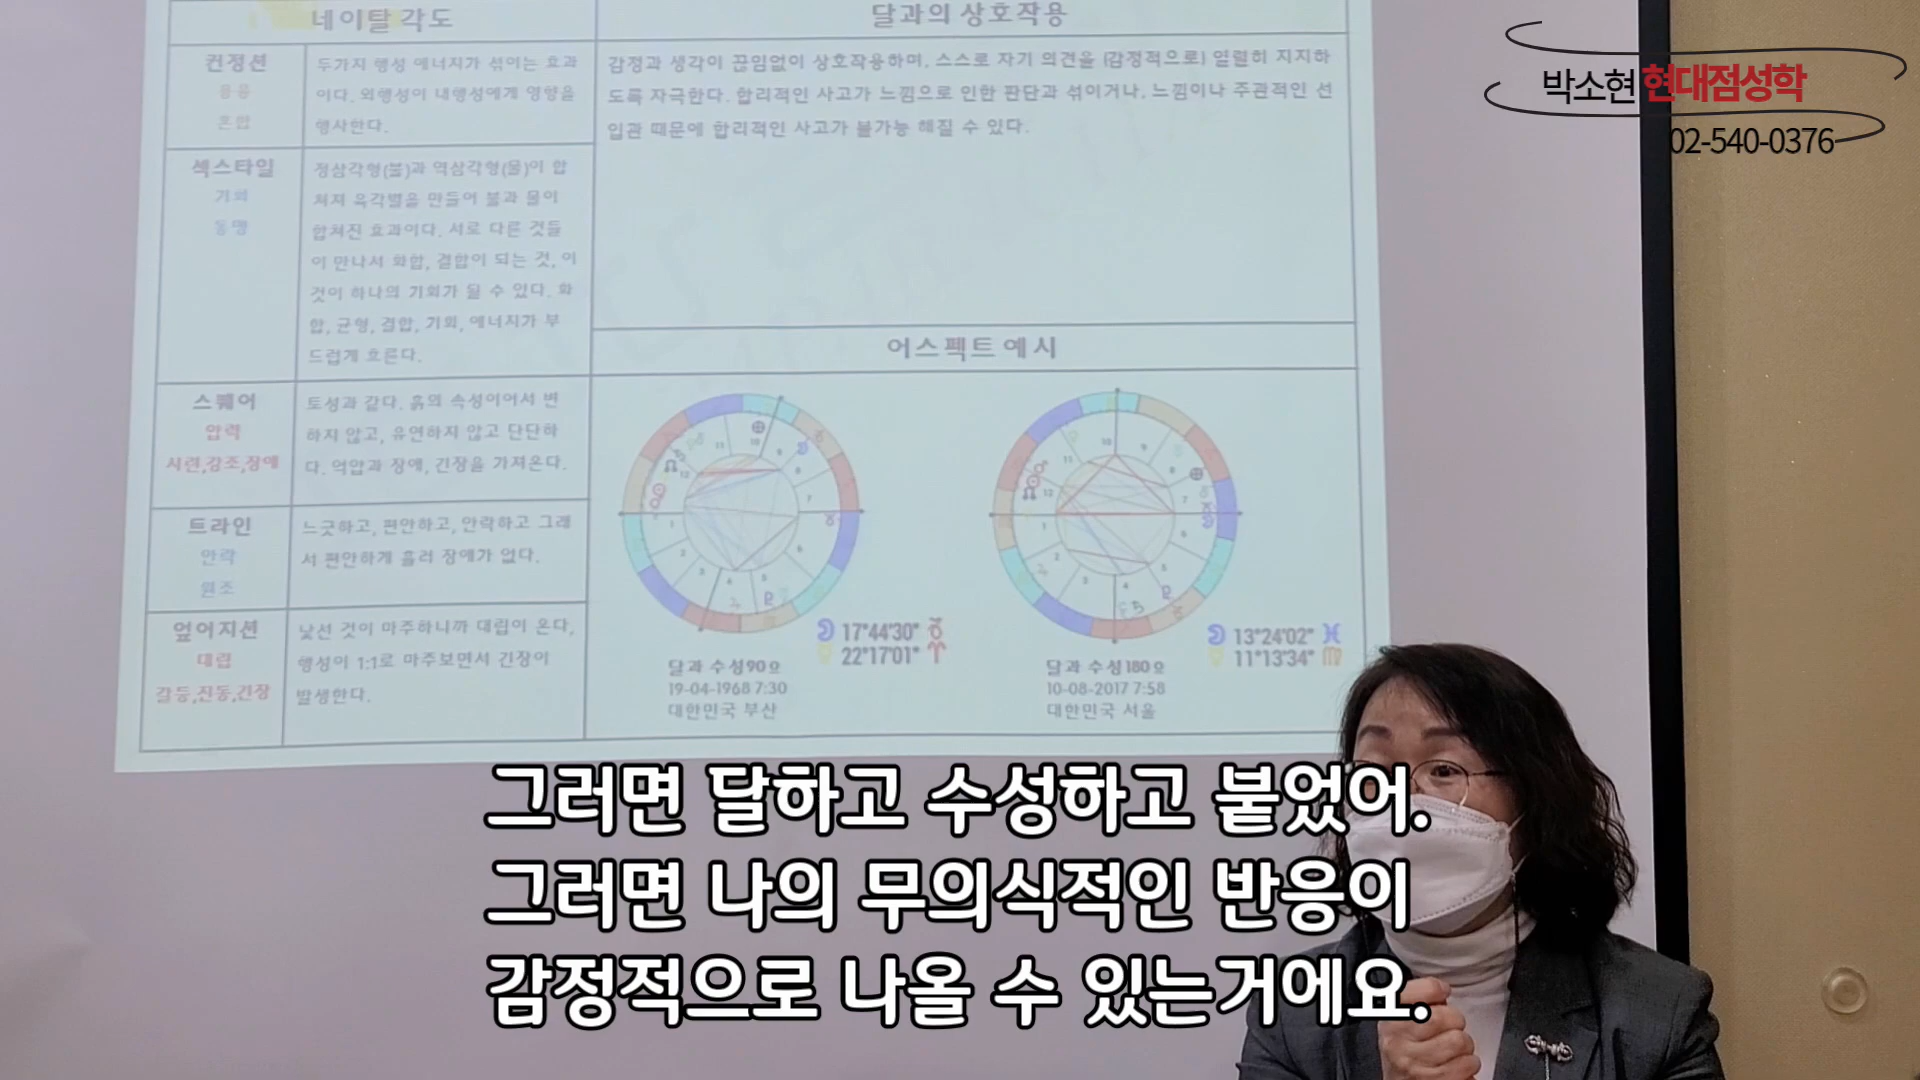 네이탈 각도
달과의 상호작용
컨정션
융용
혼합
두가지 행성 에너지가 섞이는 효과
이다. 외행성이 내행성에게 영향을
행사한다.
감정과 생각이 끊임없이 상호작용하며, 스스로 자기 의견을 (감정적으로) 열렬히 지지하
도록 자극한다. 합리적인 사고가 느낌으로 인한 판단과 섞이거나, 느낌이나 주관적인 선
입관 때문에 합리적인 사고가 불가능 해질 수 있다.
섹스타일
기회
동맹
정삼각형(불)과 역삼각형(물)이 합
쳐져 육각별을 만들어 불과 물이
합쳐진 효과이다. 서로 다른 것들
이 만나서 화합, 결합이 되는 것, 이
것이 하나의 기회가 될 수 있다. 화
합, 균형, 결합, 기회, 에너지가 부
드럽게 흐른다.
스퀘어
압력
시련,강조,장애
토성과 같다. 흙의 속성이어서 변
하지 않고, 유연하지 않고 단단하
다. 억압과 장애, 긴장을 가져온다.
트라인
안락
원조
느긋하고, 편안하고, 안락하고 그래
서 편안하게 흘러 장애가 없다.
엎어지션
대립
갈등,진동,긴장
낯선 것이 마주하니까 대립이 온다,
행성이 1:1로 마주보면서 긴장이
발생한다.
어스펙트 예시
☽ 17°44'30" ♑
☿ 22°17'01" ♈
달과 수성90요
19-04-1968 7:30
대한민국 부산
☽ 13°24'02" ♓
☿ 11°13'34" ♍
달과 수성180요
10-08-2017 7:58
대한민국 서울
박소현 현대점성학
02-540-0376
그러면 달하고 수성하고 붙었어.
그러면 나의 무의식적인 반응이
감정적으로 나올 수 있는거에요.